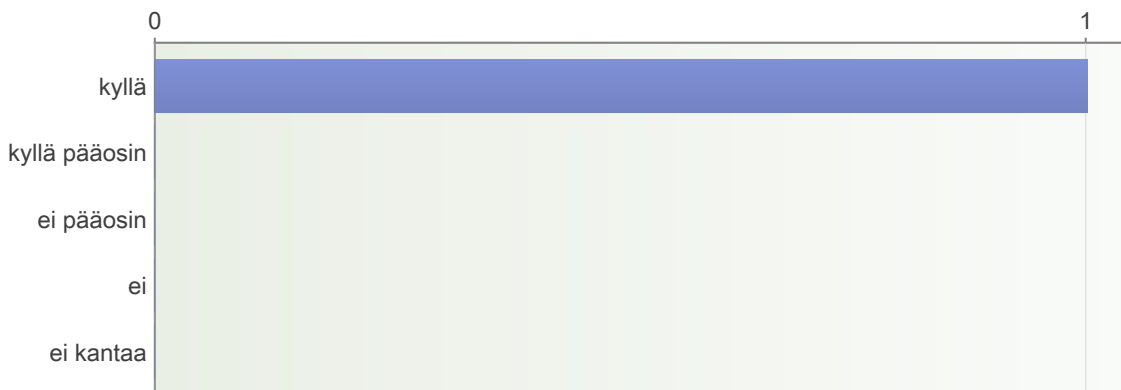 0 1
kyllä
kyllä pääosin
ei pääosin
ei
ei kantaa